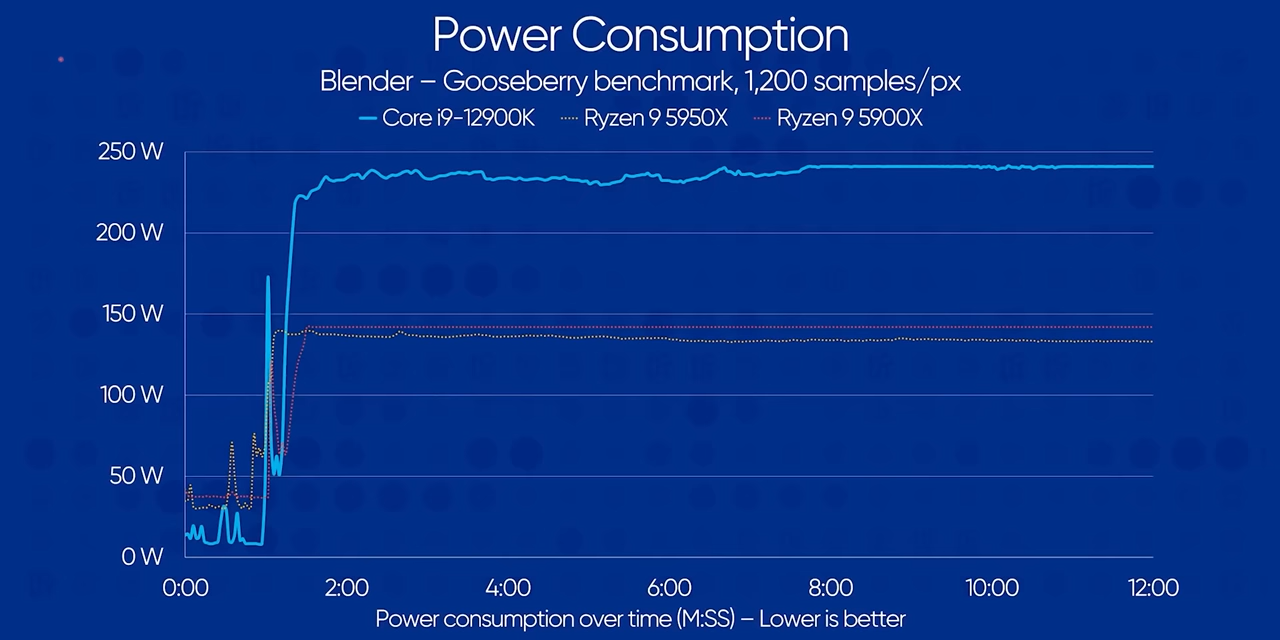 Power Consumption
Blender – Gooseberry benchmark, 1,200 samples/px
Core i9-12900K Ryzen 9 5950X Ryzen 9 5900X
250 W
200 W
150 W
100 W
50 W
0 W
0:00 2:00 4:00 6:00 8:00 10:00 12:00
Power consumption over time (M:SS) – Lower is better